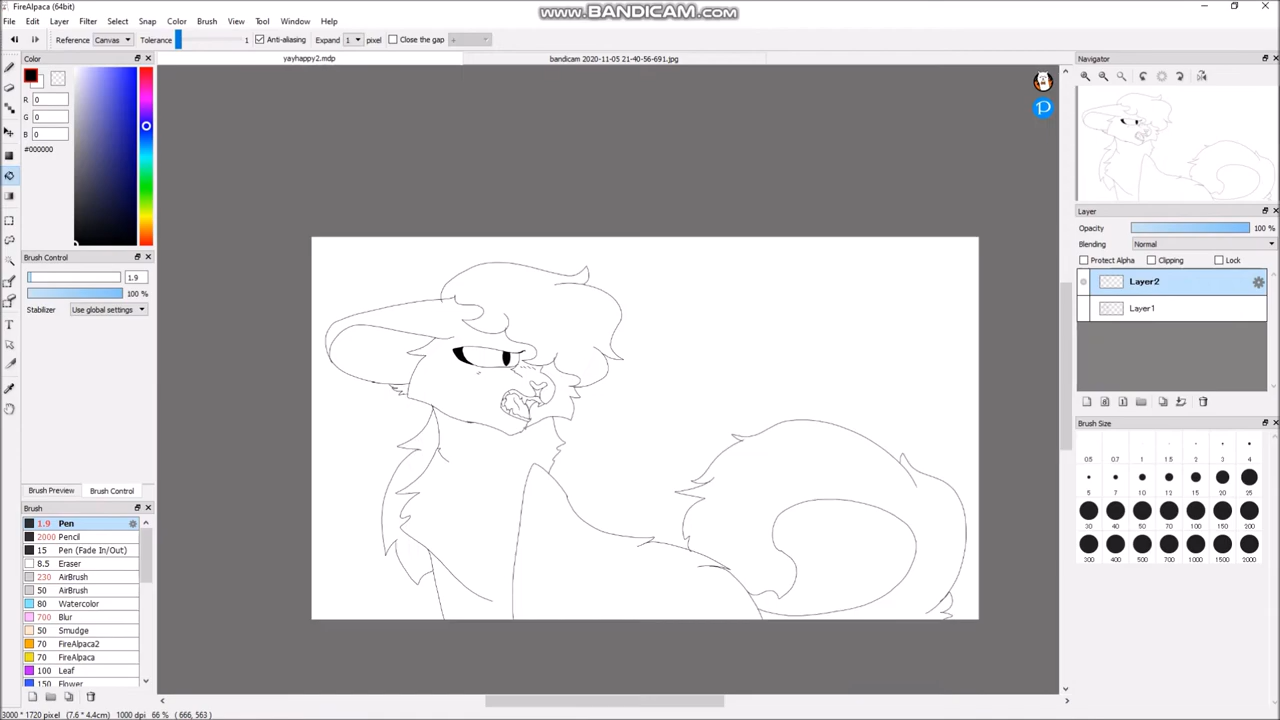 FireAlpaca (64bit)
www.BANDICAM.com
File Edit Layer Filter Select Snap Color Brush View Tool Window Help
Reference Canvas Tolerance 1 Anti-aliasing Expand 1 pixel Close the gap +
Color
yayhappy2.mdp bandicam 2020-11-05 21-40-56-691.jpg
Navigator
R 0
G 0
B 0
#000000
Layer
Opacity 100 %
Blending Normal
Protect Alpha Clipping Lock
Layer2
Layer1
Brush Control
1.9
100 %
Stabilizer Use global settings
Brush Size
0.5 0.7 1 1.5 2 3 4
5 7 10 12 15 20 25
30 40 50 70 100 150 200
300 400 500 700 1000 1500 2000
Brush Preview Brush Control
Brush
1.9 Pen
2000 Pencil
15 Pen (Fade In/Out)
8.5 Eraser
230 AirBrush
50 AirBrush
80 Watercolor
700 Blur
50 Smudge
70 FireAlpaca2
70 FireAlpaca
100 Leaf
150 Flower
3000 * 1720 pixel (7.6 * 4.4cm) 1000 dpi 66 % ( 666, 563 )